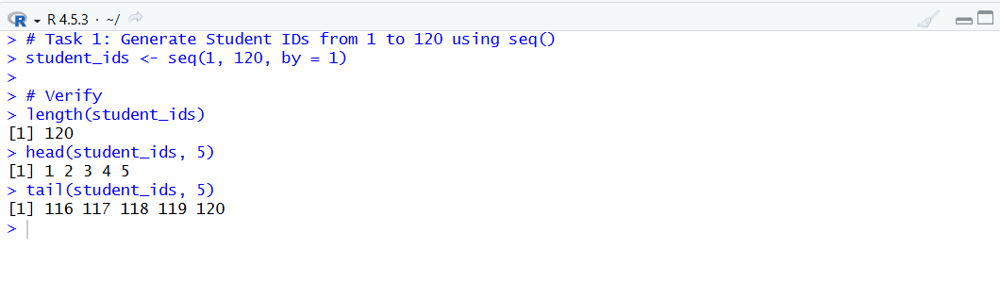 R 4.5.3 · ~/
> # Task 1: Generate Student IDs from 1 to 120 using seq()
> student_ids <- seq(1, 120, by = 1)
>
> # Verify
> length(student_ids)
[1] 120
> head(student_ids, 5)
[1] 1 2 3 4 5
> tail(student_ids, 5)
[1] 116 117 118 119 120
>